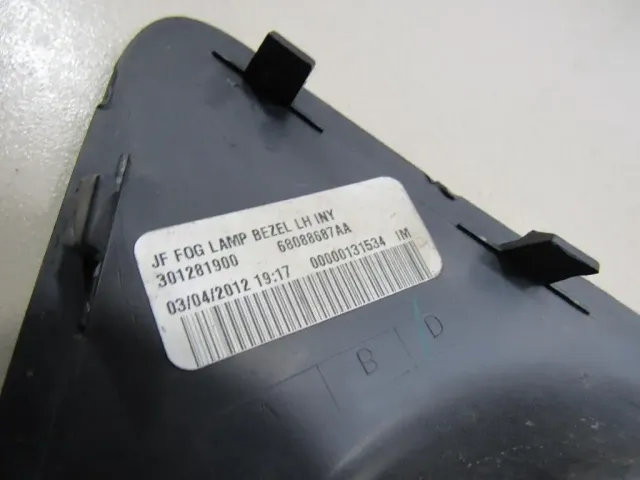 JF FOG LAMP BEZEL LH INY
301281900 68088687AA
03/04/2012 19:17 00000131534 IM
B D